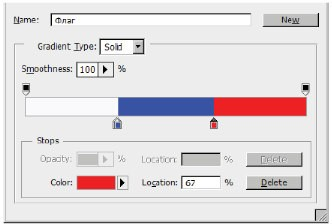 Name: Флаг New
Gradient Type: Solid
Smoothness: 100 %
Stops
Opacity: % Location: % Delete
Color: Location: 67 % Delete